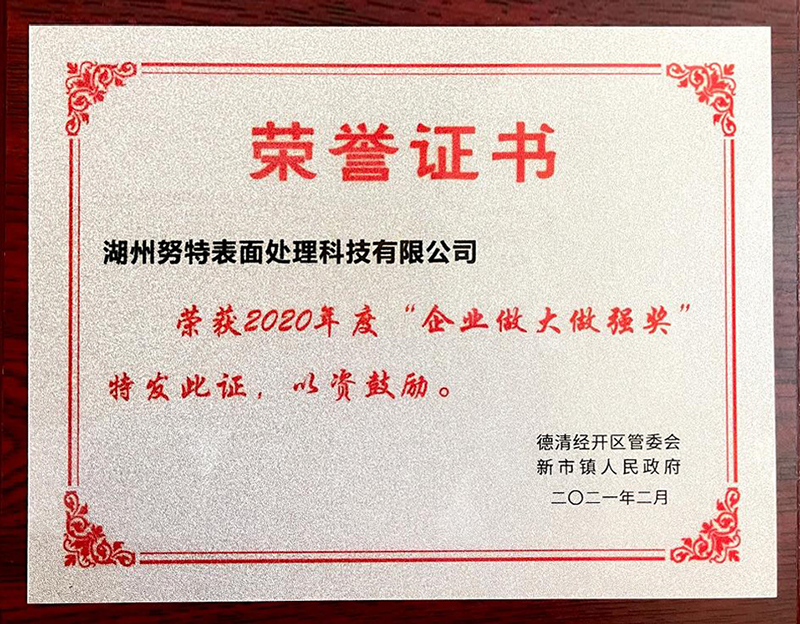 荣誉证书
湖州努特表面处理科技有限公司
荣获2020年度“企业做大做强奖”
特发此证，以资鼓励。
德清经开区管委会
新市镇人民政府
二〇二一年二月